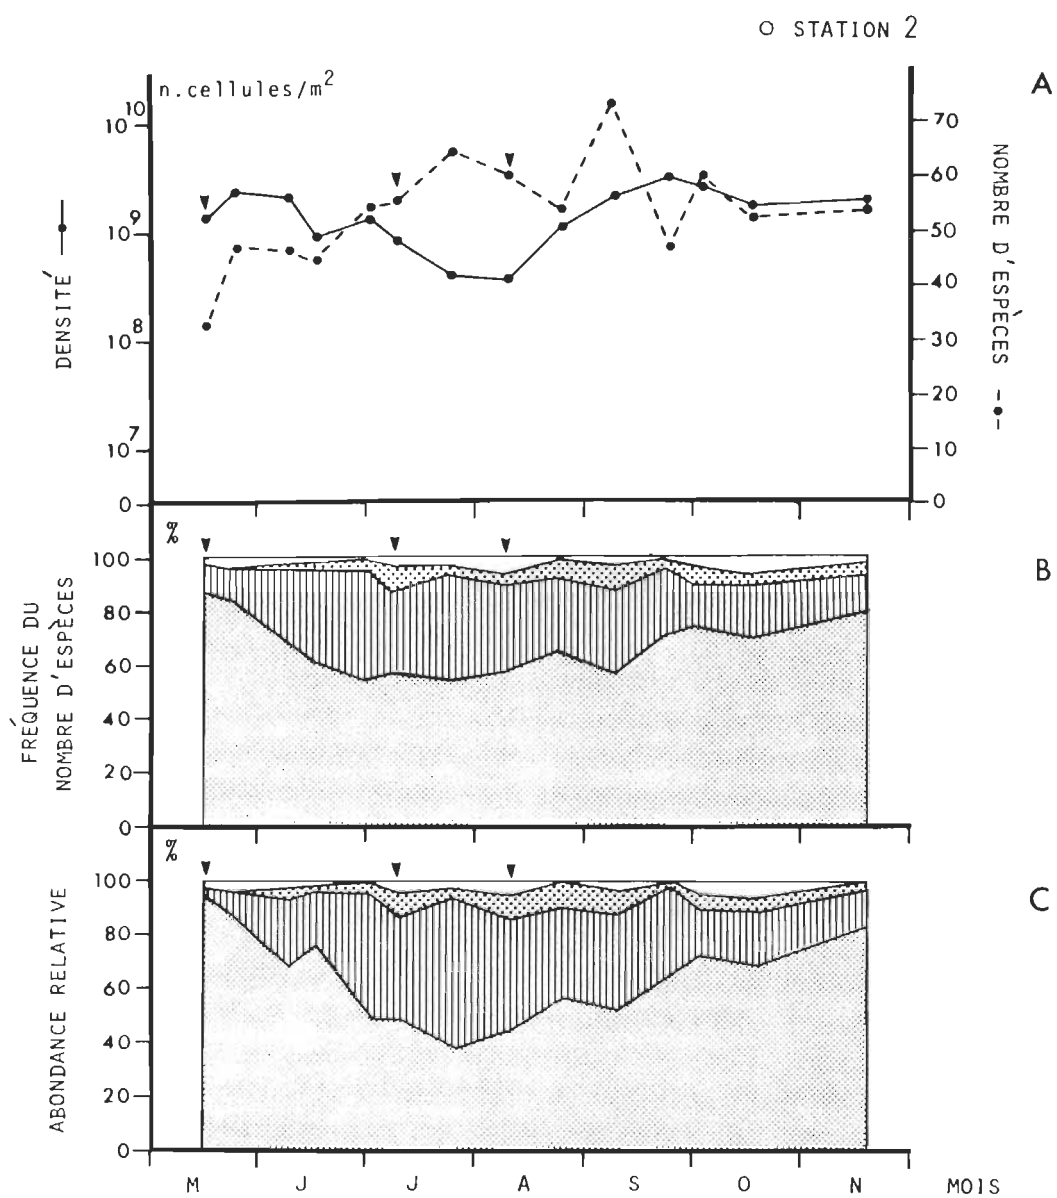 ○ STATION 2
A
n.cellules/m²
DENSITÉ
10¹⁰
10⁹
10⁸
10⁷
0
70
60
50
40
30
20
10
0
NOMBRE D'ESPÈCES
B
%
FRÉQUENCE DU
NOMBRE D'ESPÈCES
100
80
60
40
20
0
C
%
ABONDANCE RELATIVE
100
80
60
40
20
0
M J J A S O N MOIS